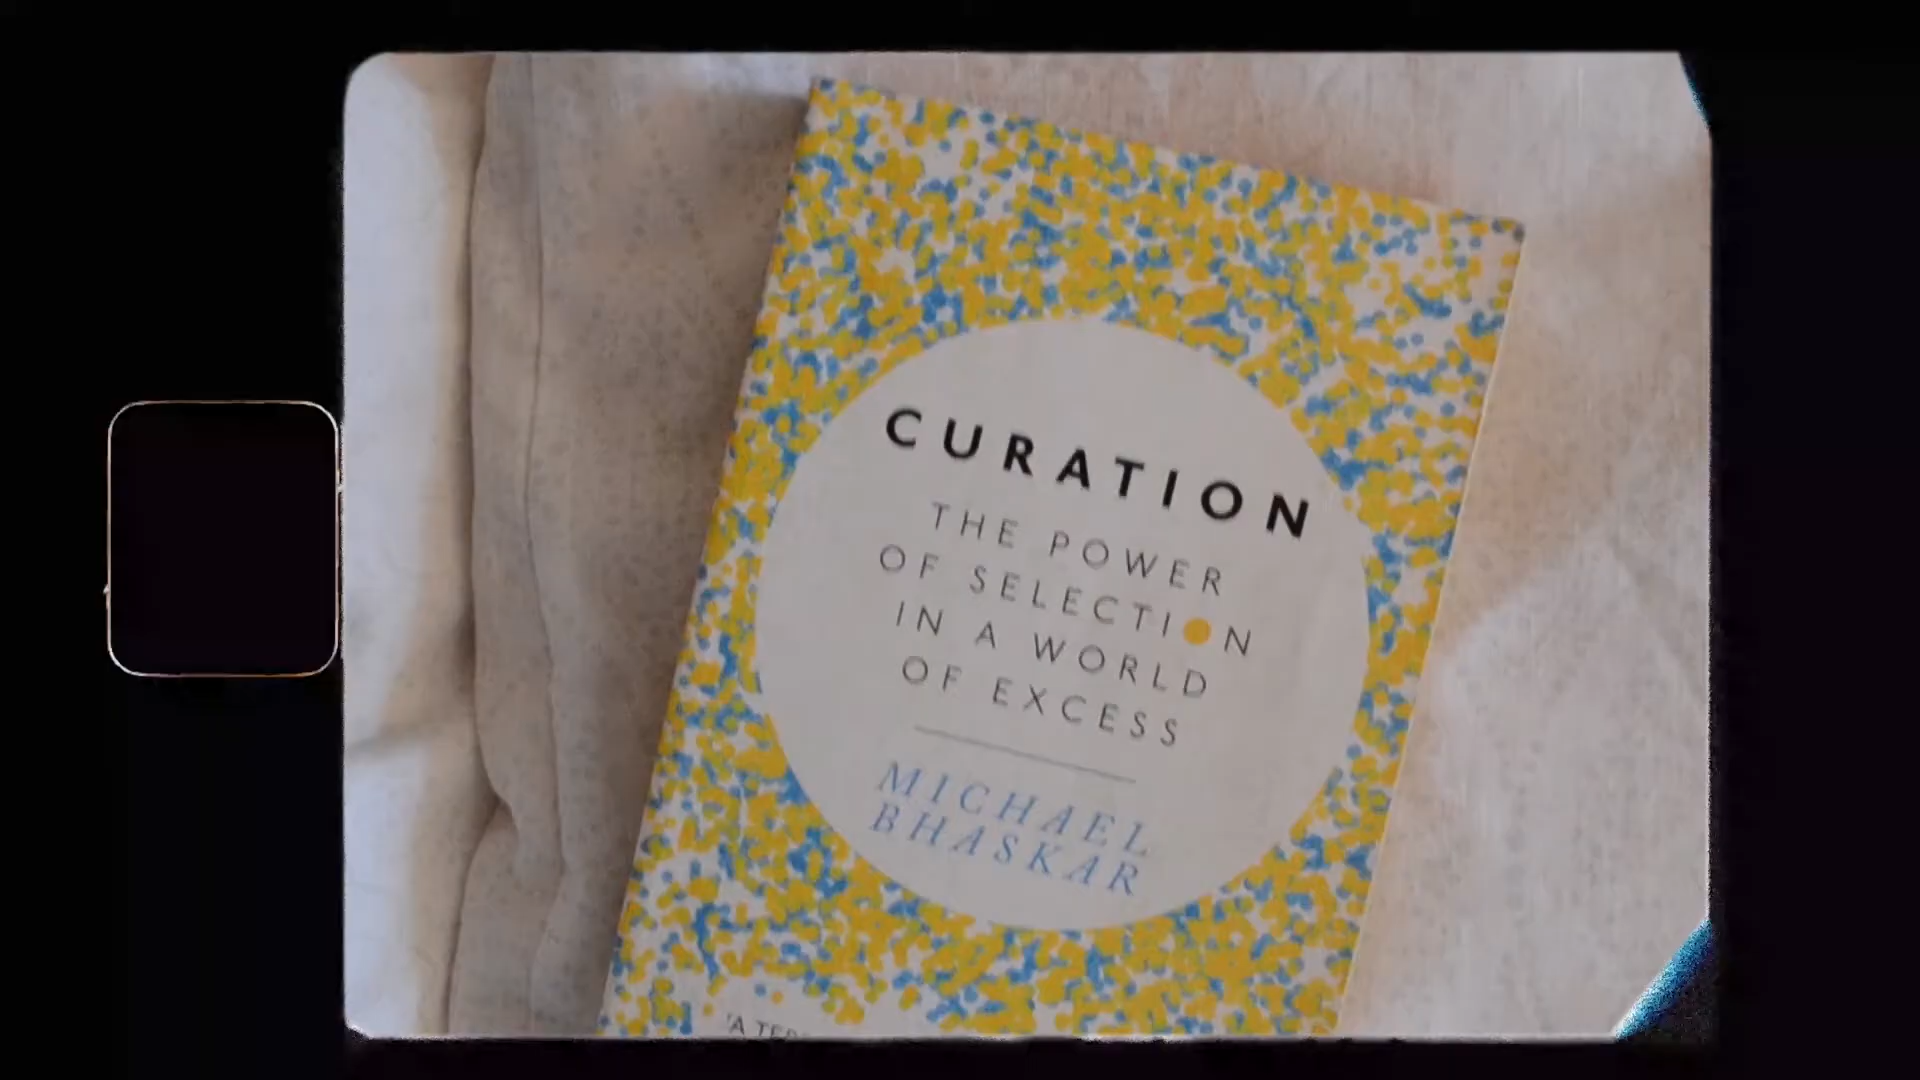 CURATION
THE POWER
OF SELECTION
IN A WORLD
OF EXCESS
MICHAEL
BHASKAR
'A